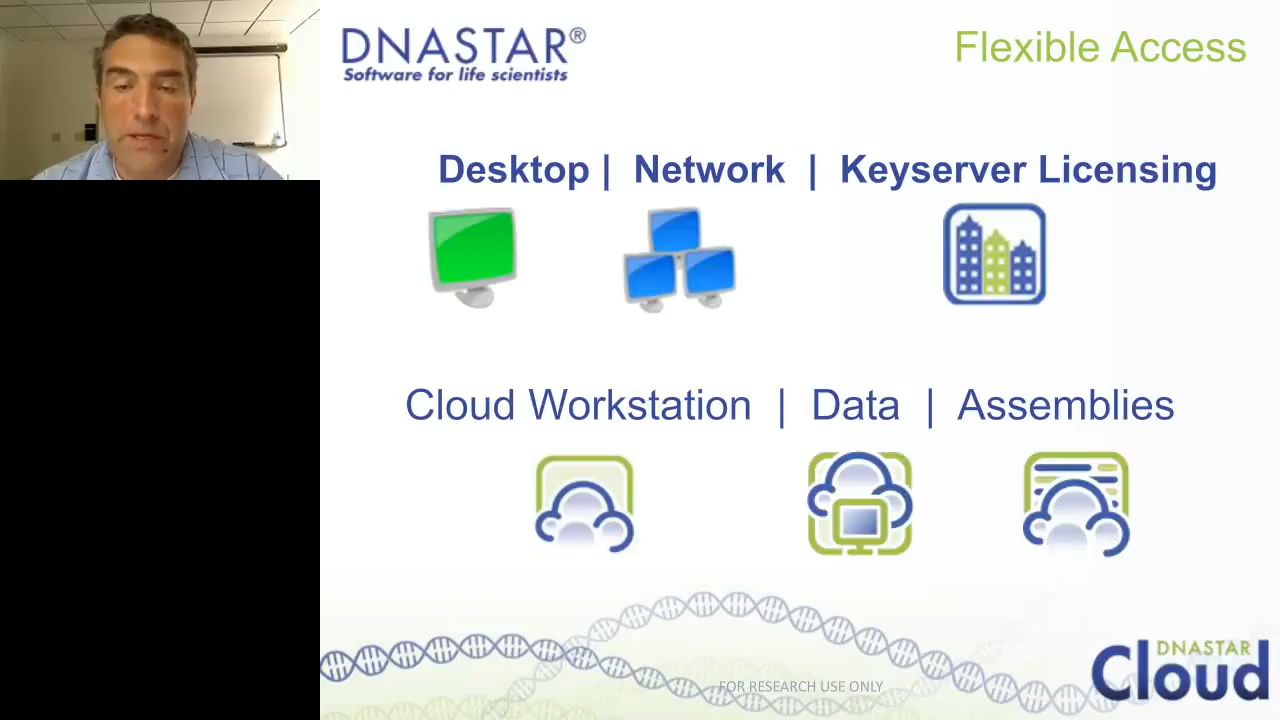 DNASTAR®
Software for life scientists
Flexible Access
Desktop | Network | Keyserver Licensing
Cloud Workstation | Data | Assemblies
FOR RESEARCH USE ONLY
DNASTAR
Cloud